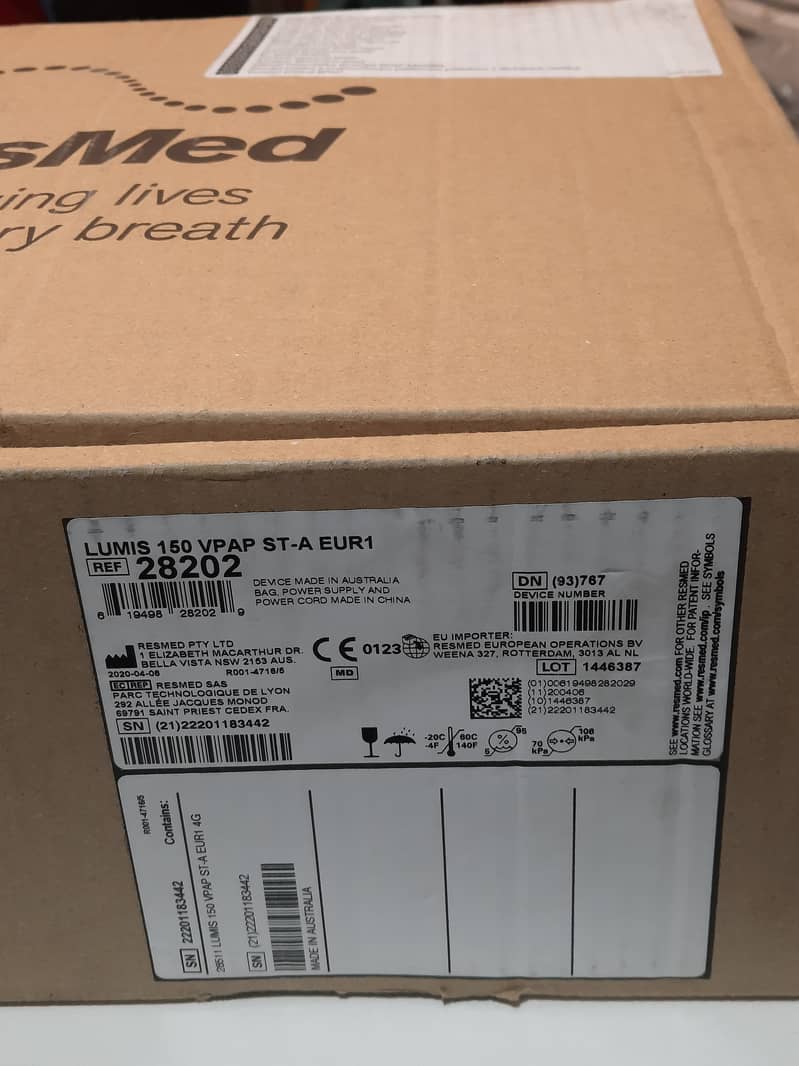 sMed
ing lives
ry breath
LUMIS 150 VPAP ST-A EUR1
REF 28202
6 19498 28202 9
DEVICE MADE IN AUSTRALIA
BAG, POWER SUPPLY AND
POWER CORD MADE IN CHINA
DN (93)767
DEVICE NUMBER
RESMED PTY LTD
1 ELIZABETH MACARTHUR DR.
BELLA VISTA NSW 2153 AUS.
2020-04-06 R001-4716/5
EC REP RESMED SAS
PARC TECHNOLOGIQUE DE LYON
292 ALLÉE JACQUES MONOD
69791 SAINT PRIEST CEDEX FRA.
SN (21)22201183442
CE 0123
MD
EU IMPORTER:
RESMED EUROPEAN OPERATIONS BV
WEENA 327, ROTTERDAM, 3013 AL NL
LOT 1446387
(01)00619498282029
(11)200406
(10)1446387
(21)22201183442
-20C 60C
-4F 140F
5 % 95
70 kPa 106 kPa
SEE www.resmed.com FOR OTHER RESMED
LOCATIONS WORLD-WIDE. FOR PATENT INFOR-
MATION SEE www.resmed.com/ip. SEE SYMBOLS
GLOSSARY AT www.resmed.com/symbols
R001-4716/5
Contains:
SN 22201183442
28511 LUMIS 150 VPAP ST-A EUR1 4G
SN (21)22201183442
MADE IN AUSTRALIA